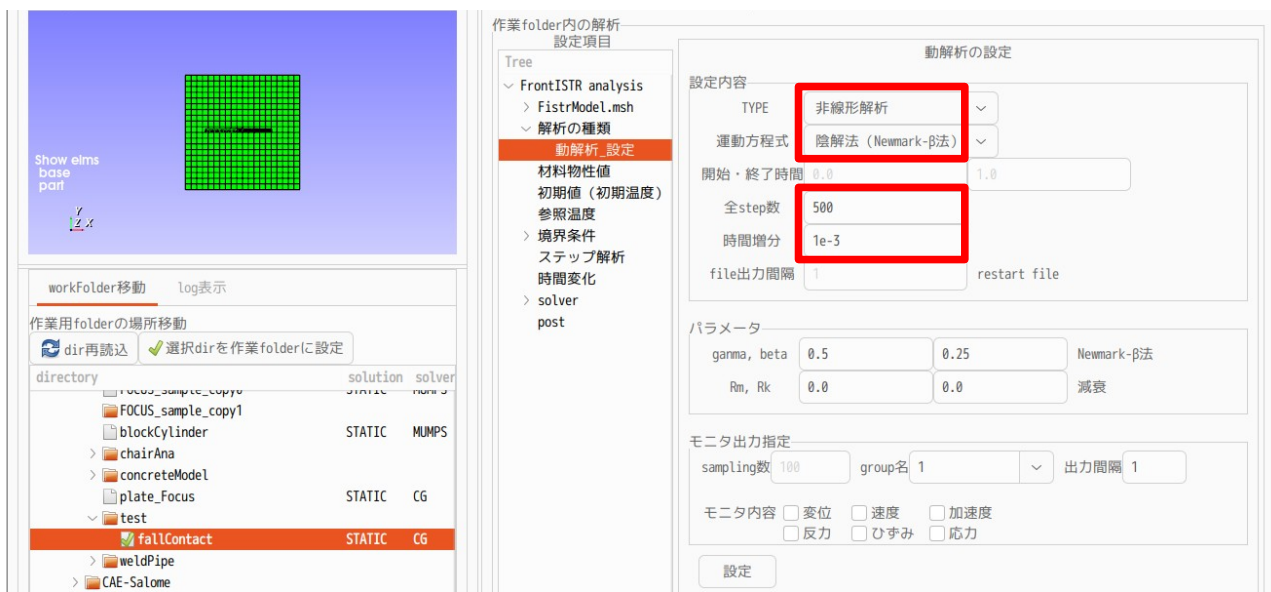 Show elms
base
part
Y
Z X
workFolder移動 log表示
作業用folderの場所移動
dir再読込 選択dirを作業folderに設定
directory solution solver
FOCUS_sample_copy0 STATIC MUMPS
FOCUS_sample_copy1
blockCylinder STATIC MUMPS
chairAna
concreteModel
plate_Focus STATIC CG
test
fallContact STATIC CG
weldPipe
CAE-Salome
作業folder内の解析
設定項目
Tree
FrontISTR analysis
FistrModel.msh
解析の種類
動解析_設定
材料物性値
初期値（初期温度）
参照温度
境界条件
ステップ解析
時間変化
solver
post
動解析の設定
設定内容
TYPE 非線形解析
運動方程式 陰解法（Newmark-β法）
開始・終了時間 0.0 1.0
全step数 500
時間増分 1e-3
file出力間隔 1 restart file
パラメータ
ganma, beta 0.5 0.25 Newmark-β法
Rm, Rk 0.0 0.0 減衰
モニタ出力指定
sampling数 100 group名 1 出力間隔 1
モニタ内容 変位 速度 加速度
反力 ひずみ 応力
設定